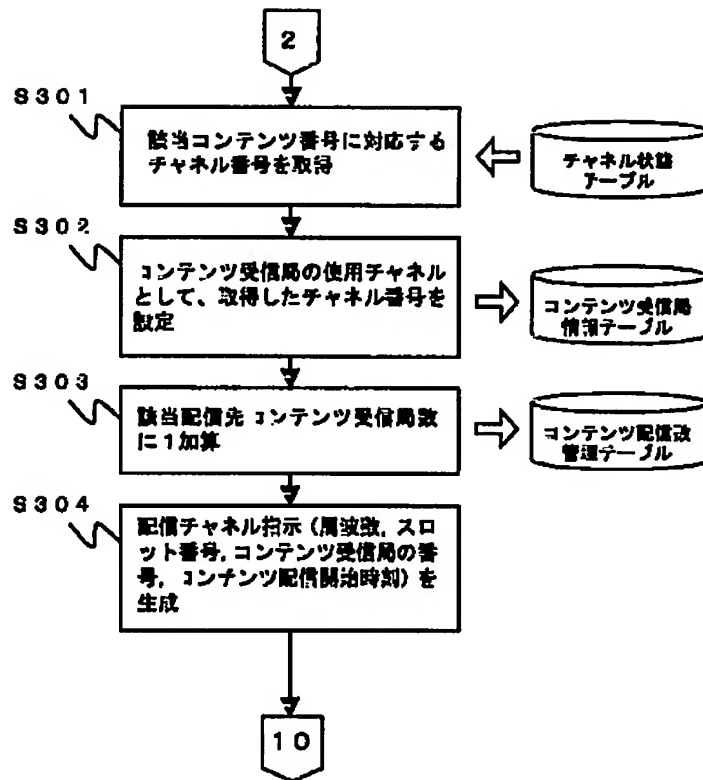 2
S301
該当コンテンツ番号に対応する
チャネル番号を取得
チャネル状態
テーブル
S302
コンテンツ受信局の使用チャネル
として、取得したチャネル番号を
設定
コンテンツ受信局
情報テーブル
S303
該当配信先コンテンツ受信局数
に1加算
コンテンツ配信改
管理テーブル
S304
配信チャネル指示(周波数,スロ
ット番号,コンテンツ受信局の番
号,コンテンツ配信開始時刻)を
生成
10